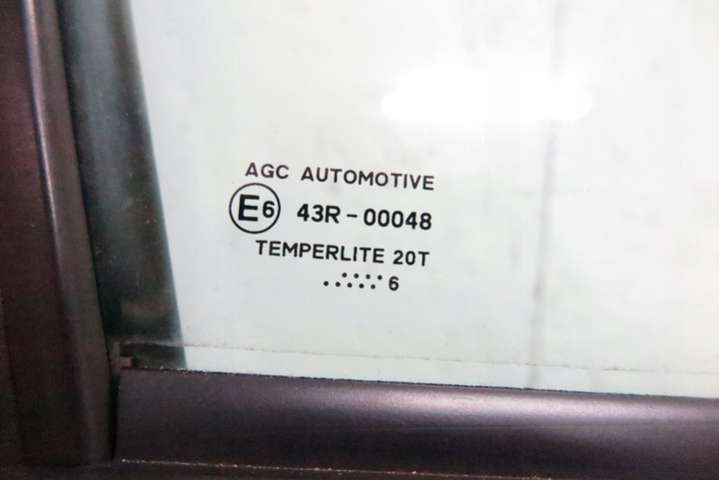 AGC AUTOMOTIVE
E6 43R-00048
TEMPERLITE 20T
6